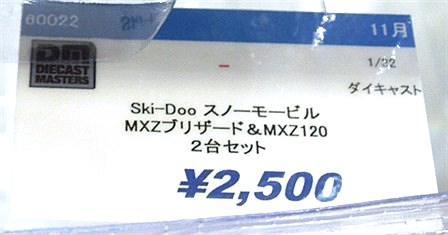 60022 11月
DM DIECAST MASTERS
– 1/32
ダイキャスト
Ski-Doo スノーモービル
MXZブリザード＆MXZ120
2台セット
¥2,500